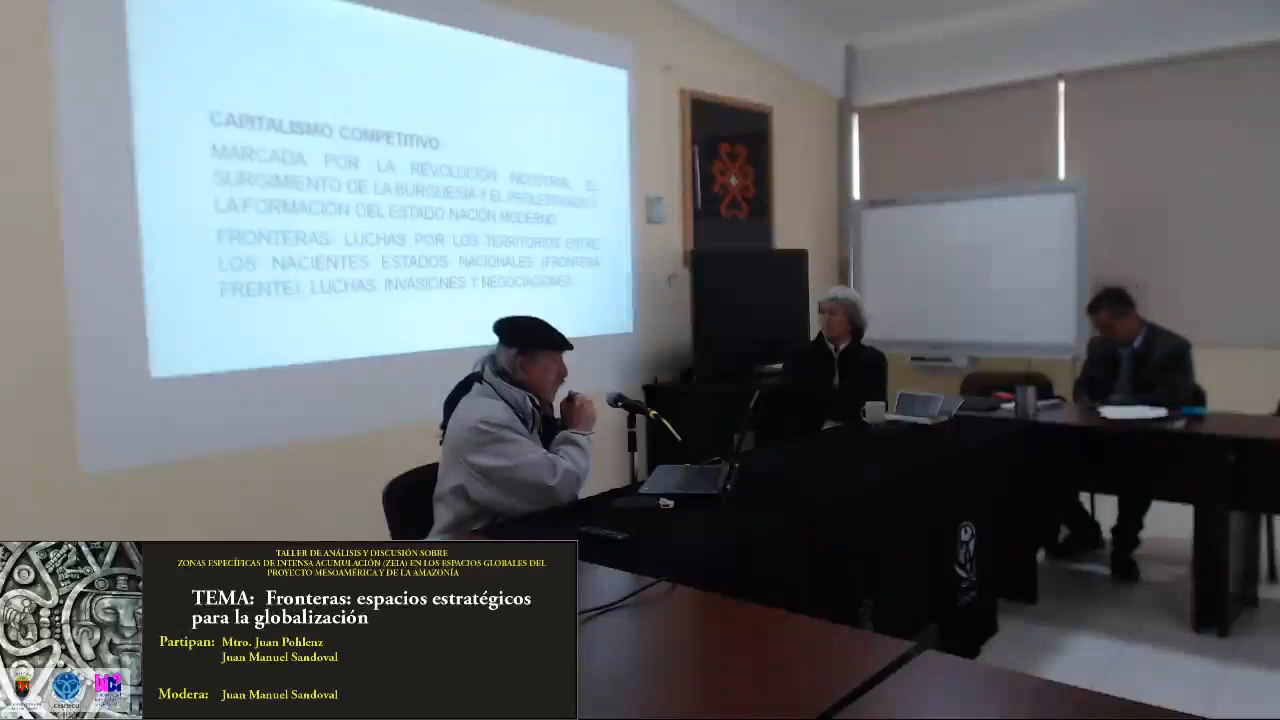 CAPITALISMO COMPETITIVO
MARCADA POR LA REVOLUCIÓN INDUSTRIAL, EL
SURGIMIENTO DE LA BURGUESÍA Y EL PROLETARIADO Y
LA FORMACIÓN DEL ESTADO NACIÓN MODERNO
FRONTERAS: LUCHAS POR LOS TERRITORIOS ENTRE
LOS NACIENTES ESTADOS NACIONALES (FRONTERA
FRENTE). LUCHAS, INVASIONES Y NEGOCIACIONES
TALLER DE ANÁLISIS Y DISCUSIÓN SOBRE
ZONAS ESPECÍFICAS DE INTENSA ACUMULACIÓN (ZEIA) EN LOS ESPACIOS GLOBALES DEL
PROYECTO MESOAMÉRICA Y DE LA AMAZONÍA
TEMA: Fronteras: espacios estratégicos
para la globalización
Partipan: Mtro. Juan Pohlenz
Juan Manuel Sandoval
Modera: Juan Manuel Sandoval